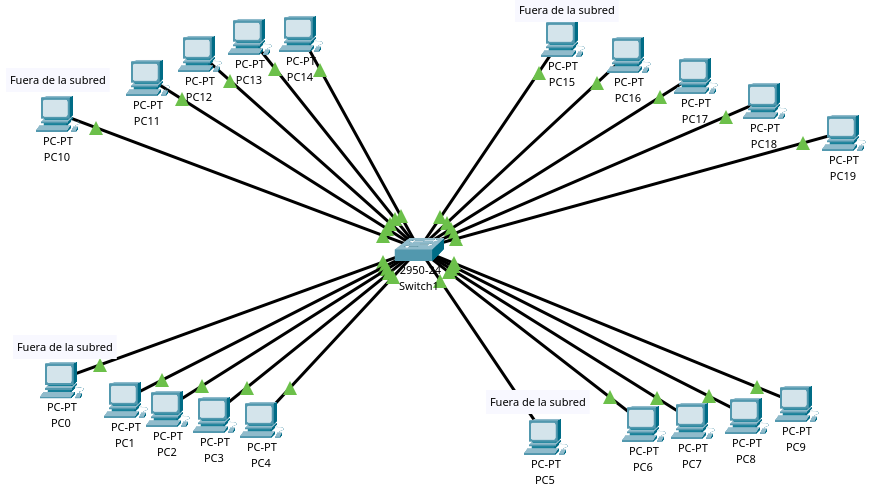 Fuera de la subred
PC-PT
PC10
PC-PT
PC11
PC-PT
PC12
PC-PT
PC13
PC-PT
PC14
Fuera de la subred
PC-PT
PC15
PC-PT
PC16
PC-PT
PC17
PC-PT
PC18
PC-PT
PC19
2950-24
Switch1
Fuera de la subred
PC-PT
PC0
PC-PT
PC1
PC-PT
PC2
PC-PT
PC3
PC-PT
PC4
Fuera de la subred
PC-PT
PC5
PC-PT
PC6
PC-PT
PC7
PC-PT
PC8
PC-PT
PC9